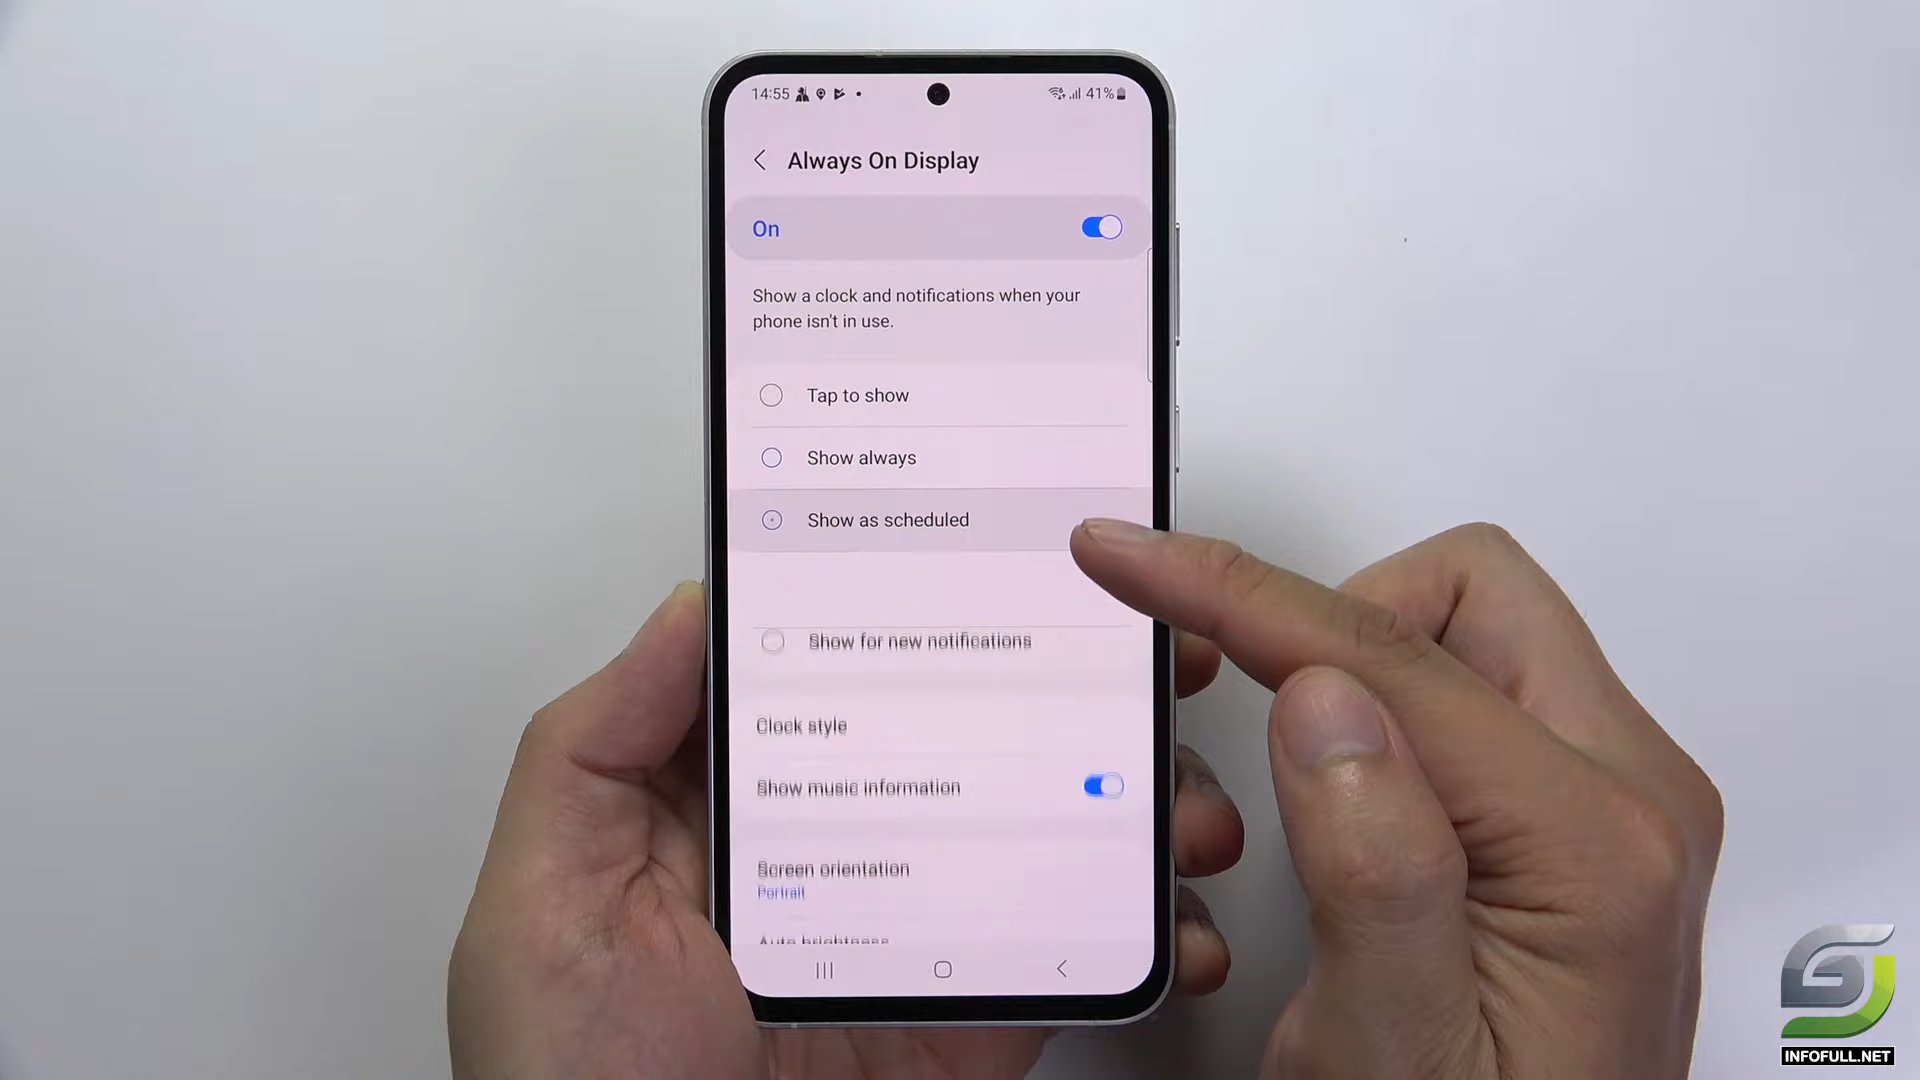 14:55
41%
Always On Display
On
Show a clock and notifications when your
phone isn't in use.
Tap to show
Show always
Show as scheduled
Show for new notifications
Clock style
Show music information
Screen orientation
Portrait
Auto brightness
INFOFULL.NET